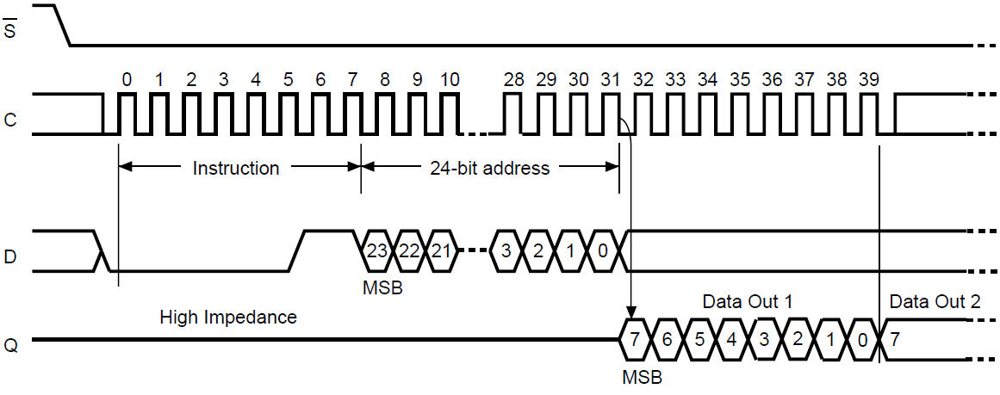 S
0 1 2 3 4 5 6 7 8 9 10 28 29 30 31 32 33 34 35 36 37 38 39
C
Instruction 24-bit address
D
23 22 21 3 2 1 0
MSB
High Impedance Data Out 1 Data Out 2
Q
7 6 5 4 3 2 1 0 7
MSB